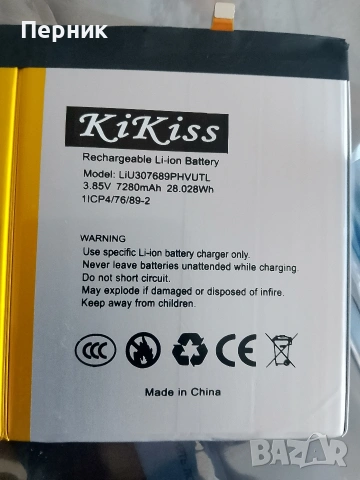 Перник
KiKiss
Rechargeable Li-ion Battery
Model: LiU307689PHVUTL
3.85V 7280mAh 28.028Wh
1ICP4/76/89-2
WARNING
Use specific Li-ion battery charger only.
Never leave batteries unattended while charging.
Do not short circuit.
May explode if damaged or disposed of infire.
Keep away from children.
CCC CE
Made in China
BAZAR